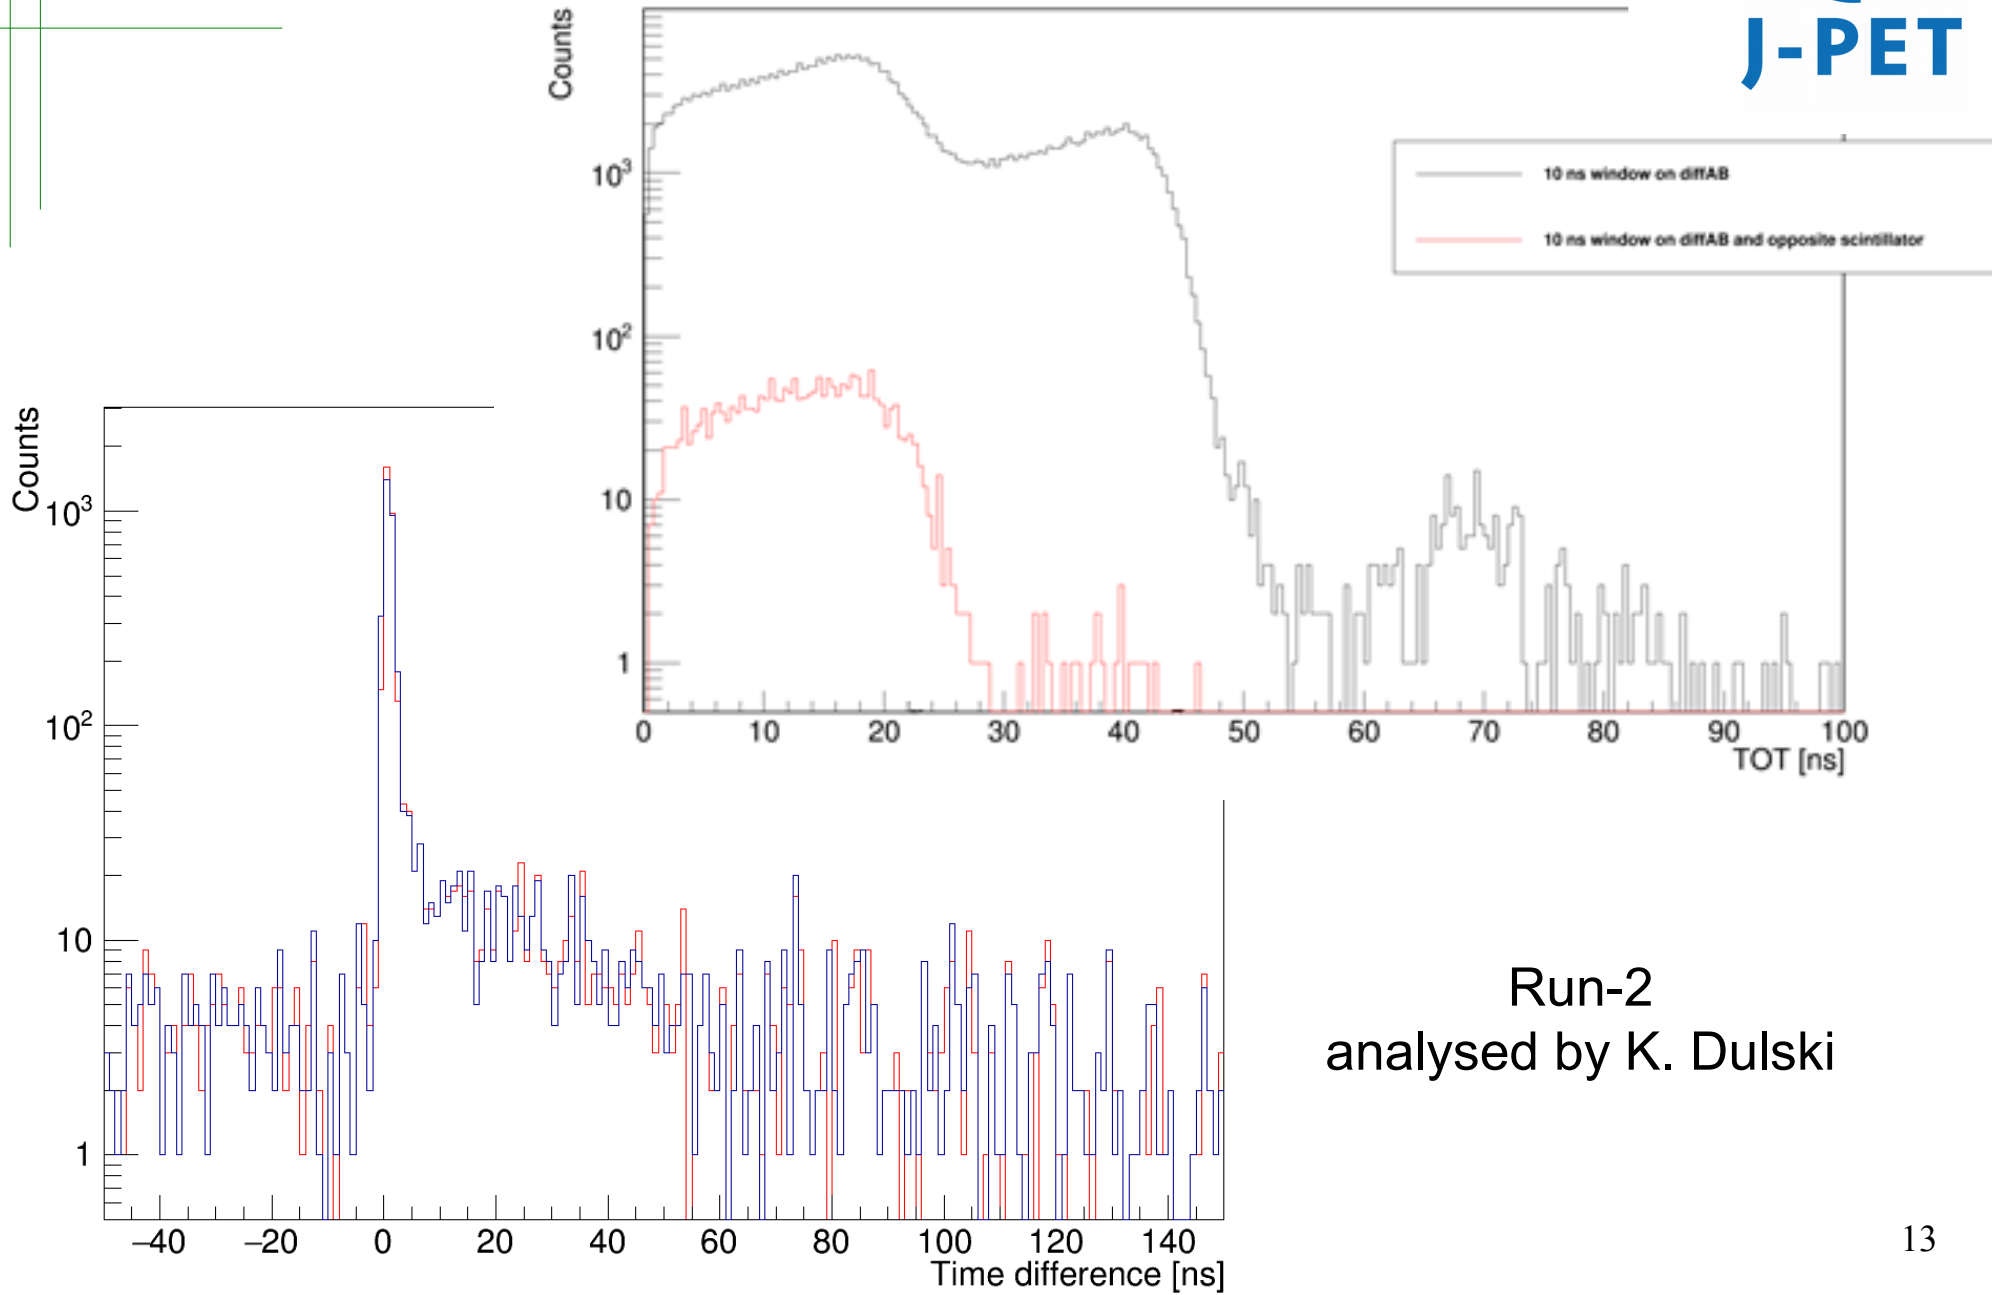 J-PET
Counts
10³
10²
10
1
0 10 20 30 40 50 60 70 80 90 100
TOT [ns]
10 ns window on diffAB
10 ns window on diffAB and opposite scintillator
Counts
10³
10²
10
1
−40 −20 0 20 40 60 80 100 120 140
Time difference [ns]
Run-2
analysed by K. Dulski
13